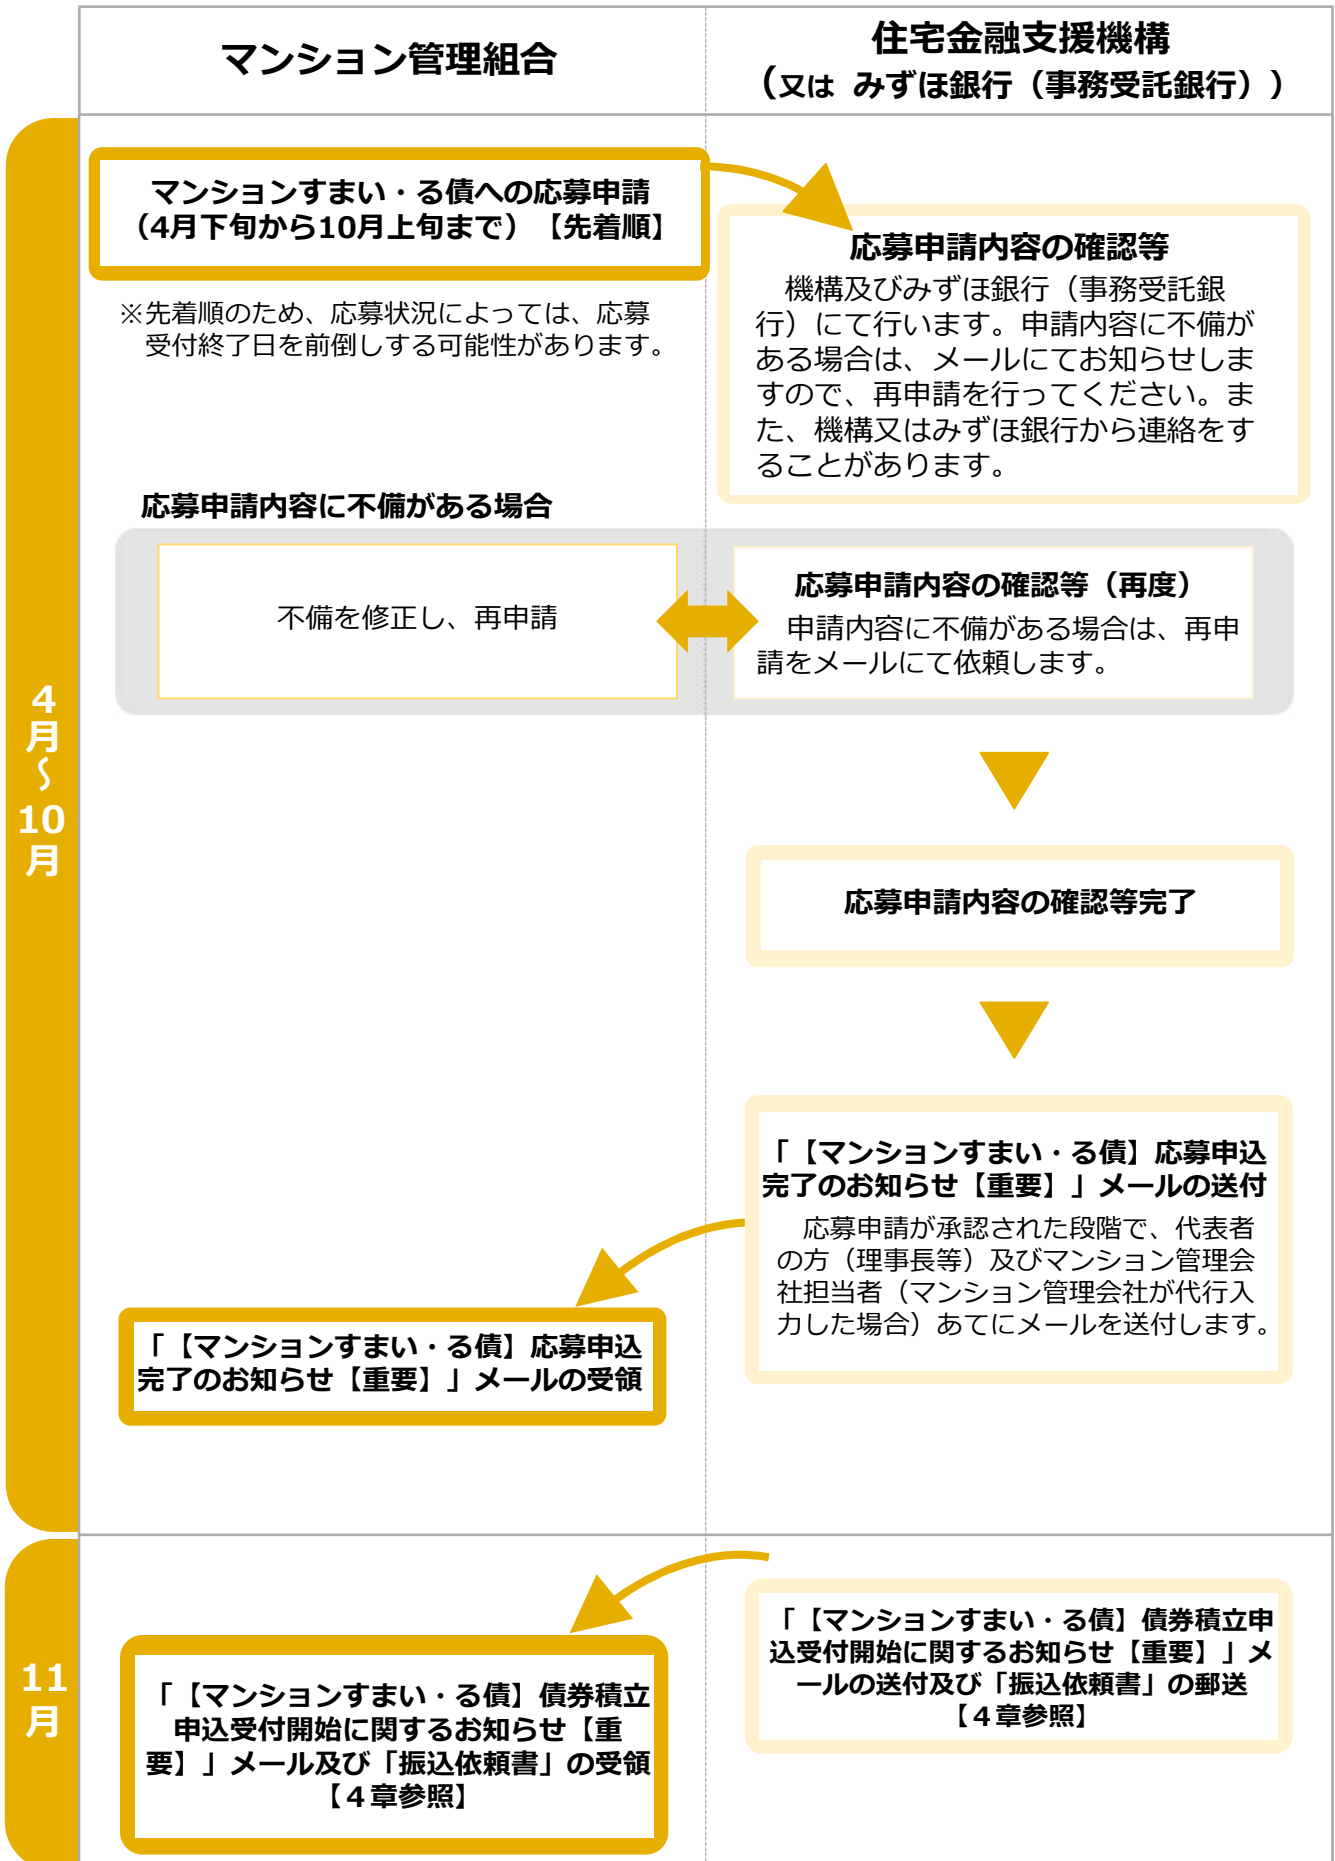 マンション管理組合
住宅金融支援機構
（又は みずほ銀行（事務受託銀行））
4月～10月
マンションすまい・る債への応募申請
（4月下旬から10月上旬まで）【先着順】
※先着順のため、応募状況によっては、応募
受付終了日を前倒しする可能性があります。
応募申請内容の確認等
機構及びみずほ銀行（事務受託銀
行）にて行います。申請内容に不備が
ある場合は、メールにてお知らせしま
すので、再申請を行ってください。ま
た、機構又はみずほ銀行から連絡をす
ることがあります。
応募申請内容に不備がある場合
不備を修正し、再申請
応募申請内容の確認等（再度）
申請内容に不備がある場合は、再申
請をメールにて依頼します。
応募申請内容の確認等完了
「【マンションすまい・る債】応募申込
完了のお知らせ【重要】」メールの送付
応募申請が承認された段階で、代表者
の方（理事長等）及びマンション管理会
社担当者（マンション管理会社が代行入
力した場合）あてにメールを送付します。
「【マンションすまい・る債】応募申込
完了のお知らせ【重要】」メールの受領
11月
「【マンションすまい・る債】債券積立申
込受付開始に関するお知らせ【重要】」メ
ールの送付及び「振込依頼書」の郵送
【４章参照】
「【マンションすまい・る債】債券積立
申込受付開始に関するお知らせ【重
要】」メール及び「振込依頼書」の受領
【４章参照】